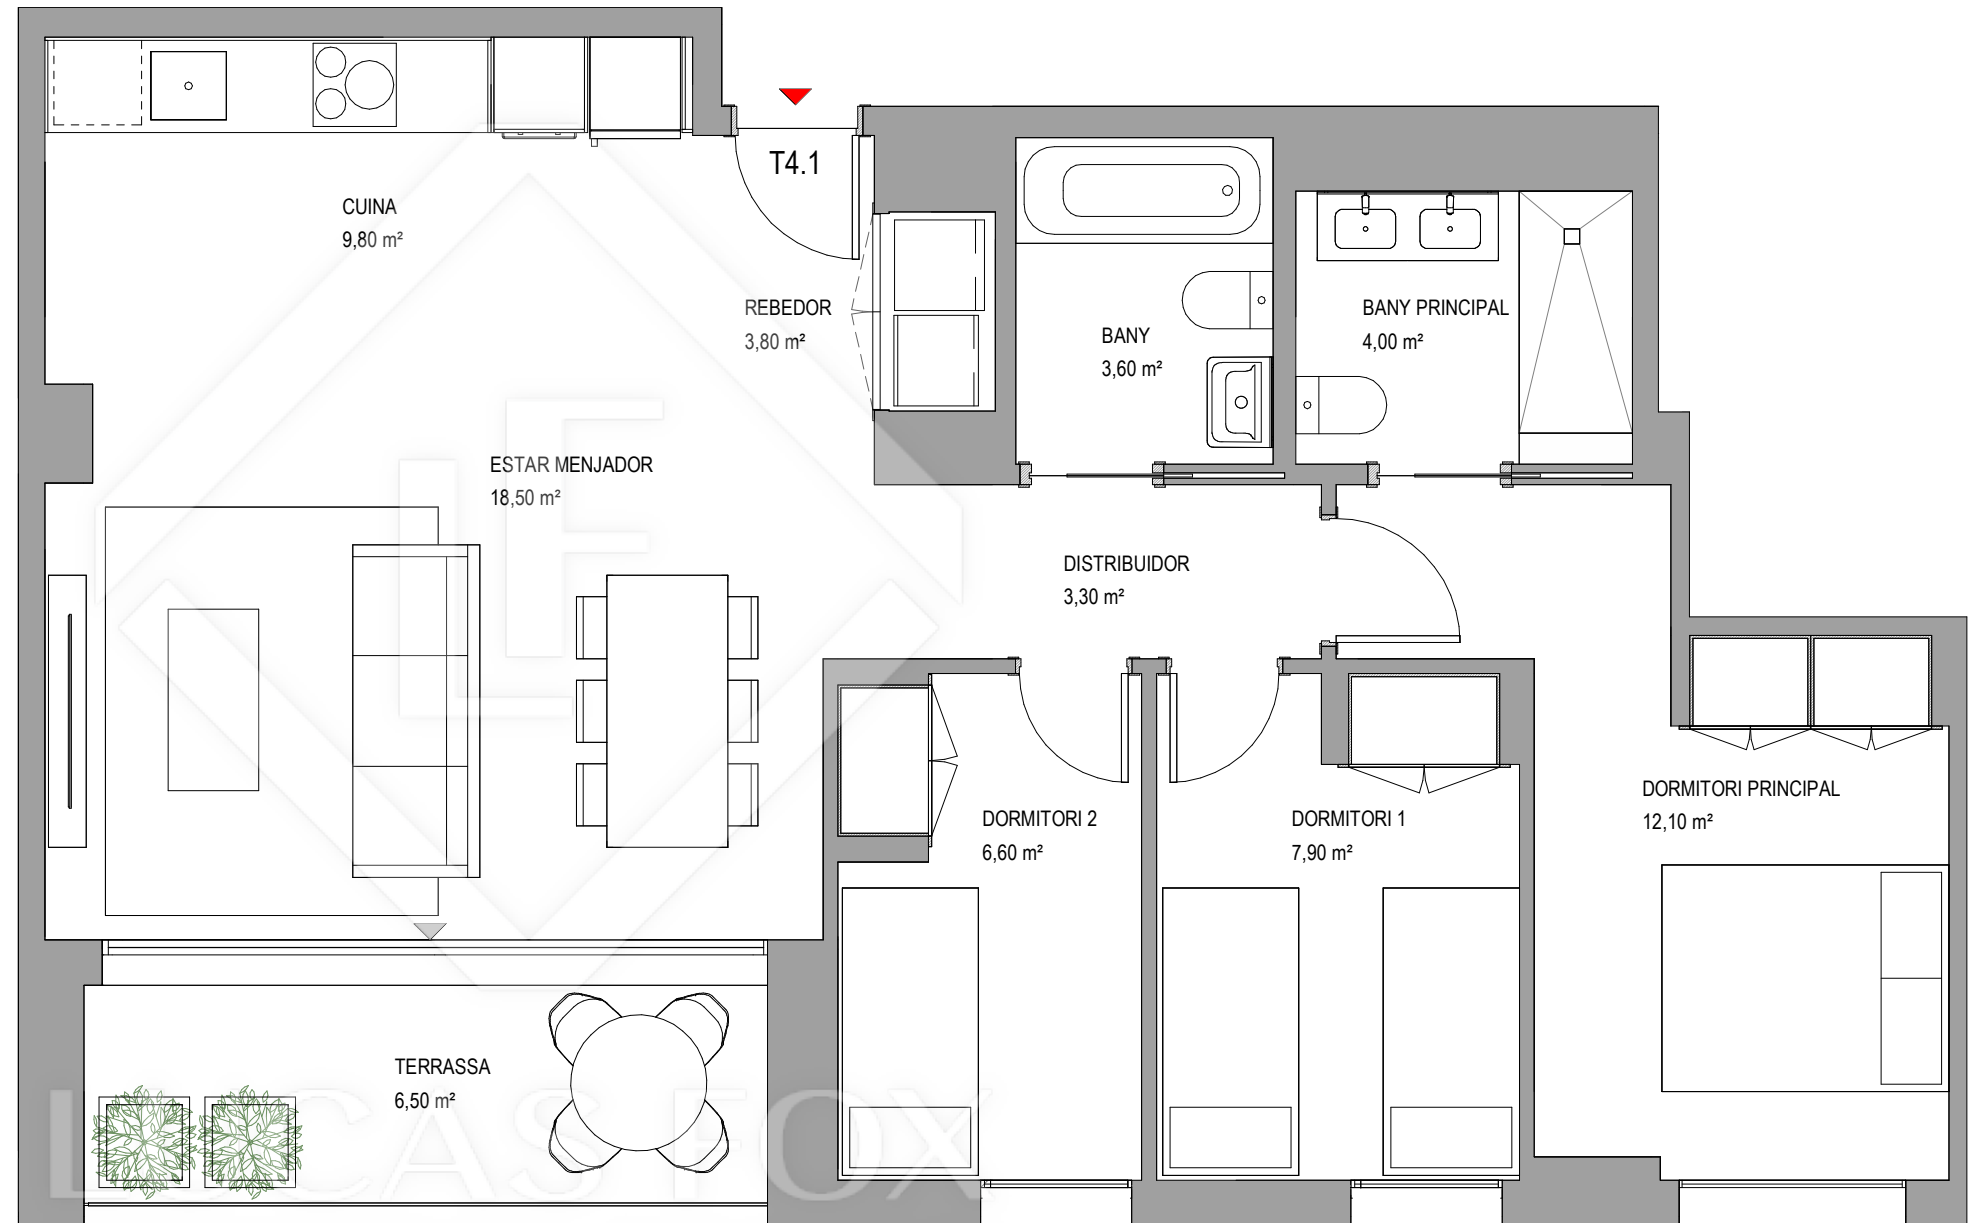 T4.1
CUINA
9,80 m²
REBEDOR
3,80 m²
BANY
3,60 m²
BANY PRINCIPAL
4,00 m²
ESTAR MENJADOR
18,50 m²
DISTRIBUIDOR
3,30 m²
DORMITORI 2
6,60 m²
DORMITORI 1
7,90 m²
DORMITORI PRINCIPAL
12,10 m²
TERRASSA
6,50 m²
LF
LUCAS FOX